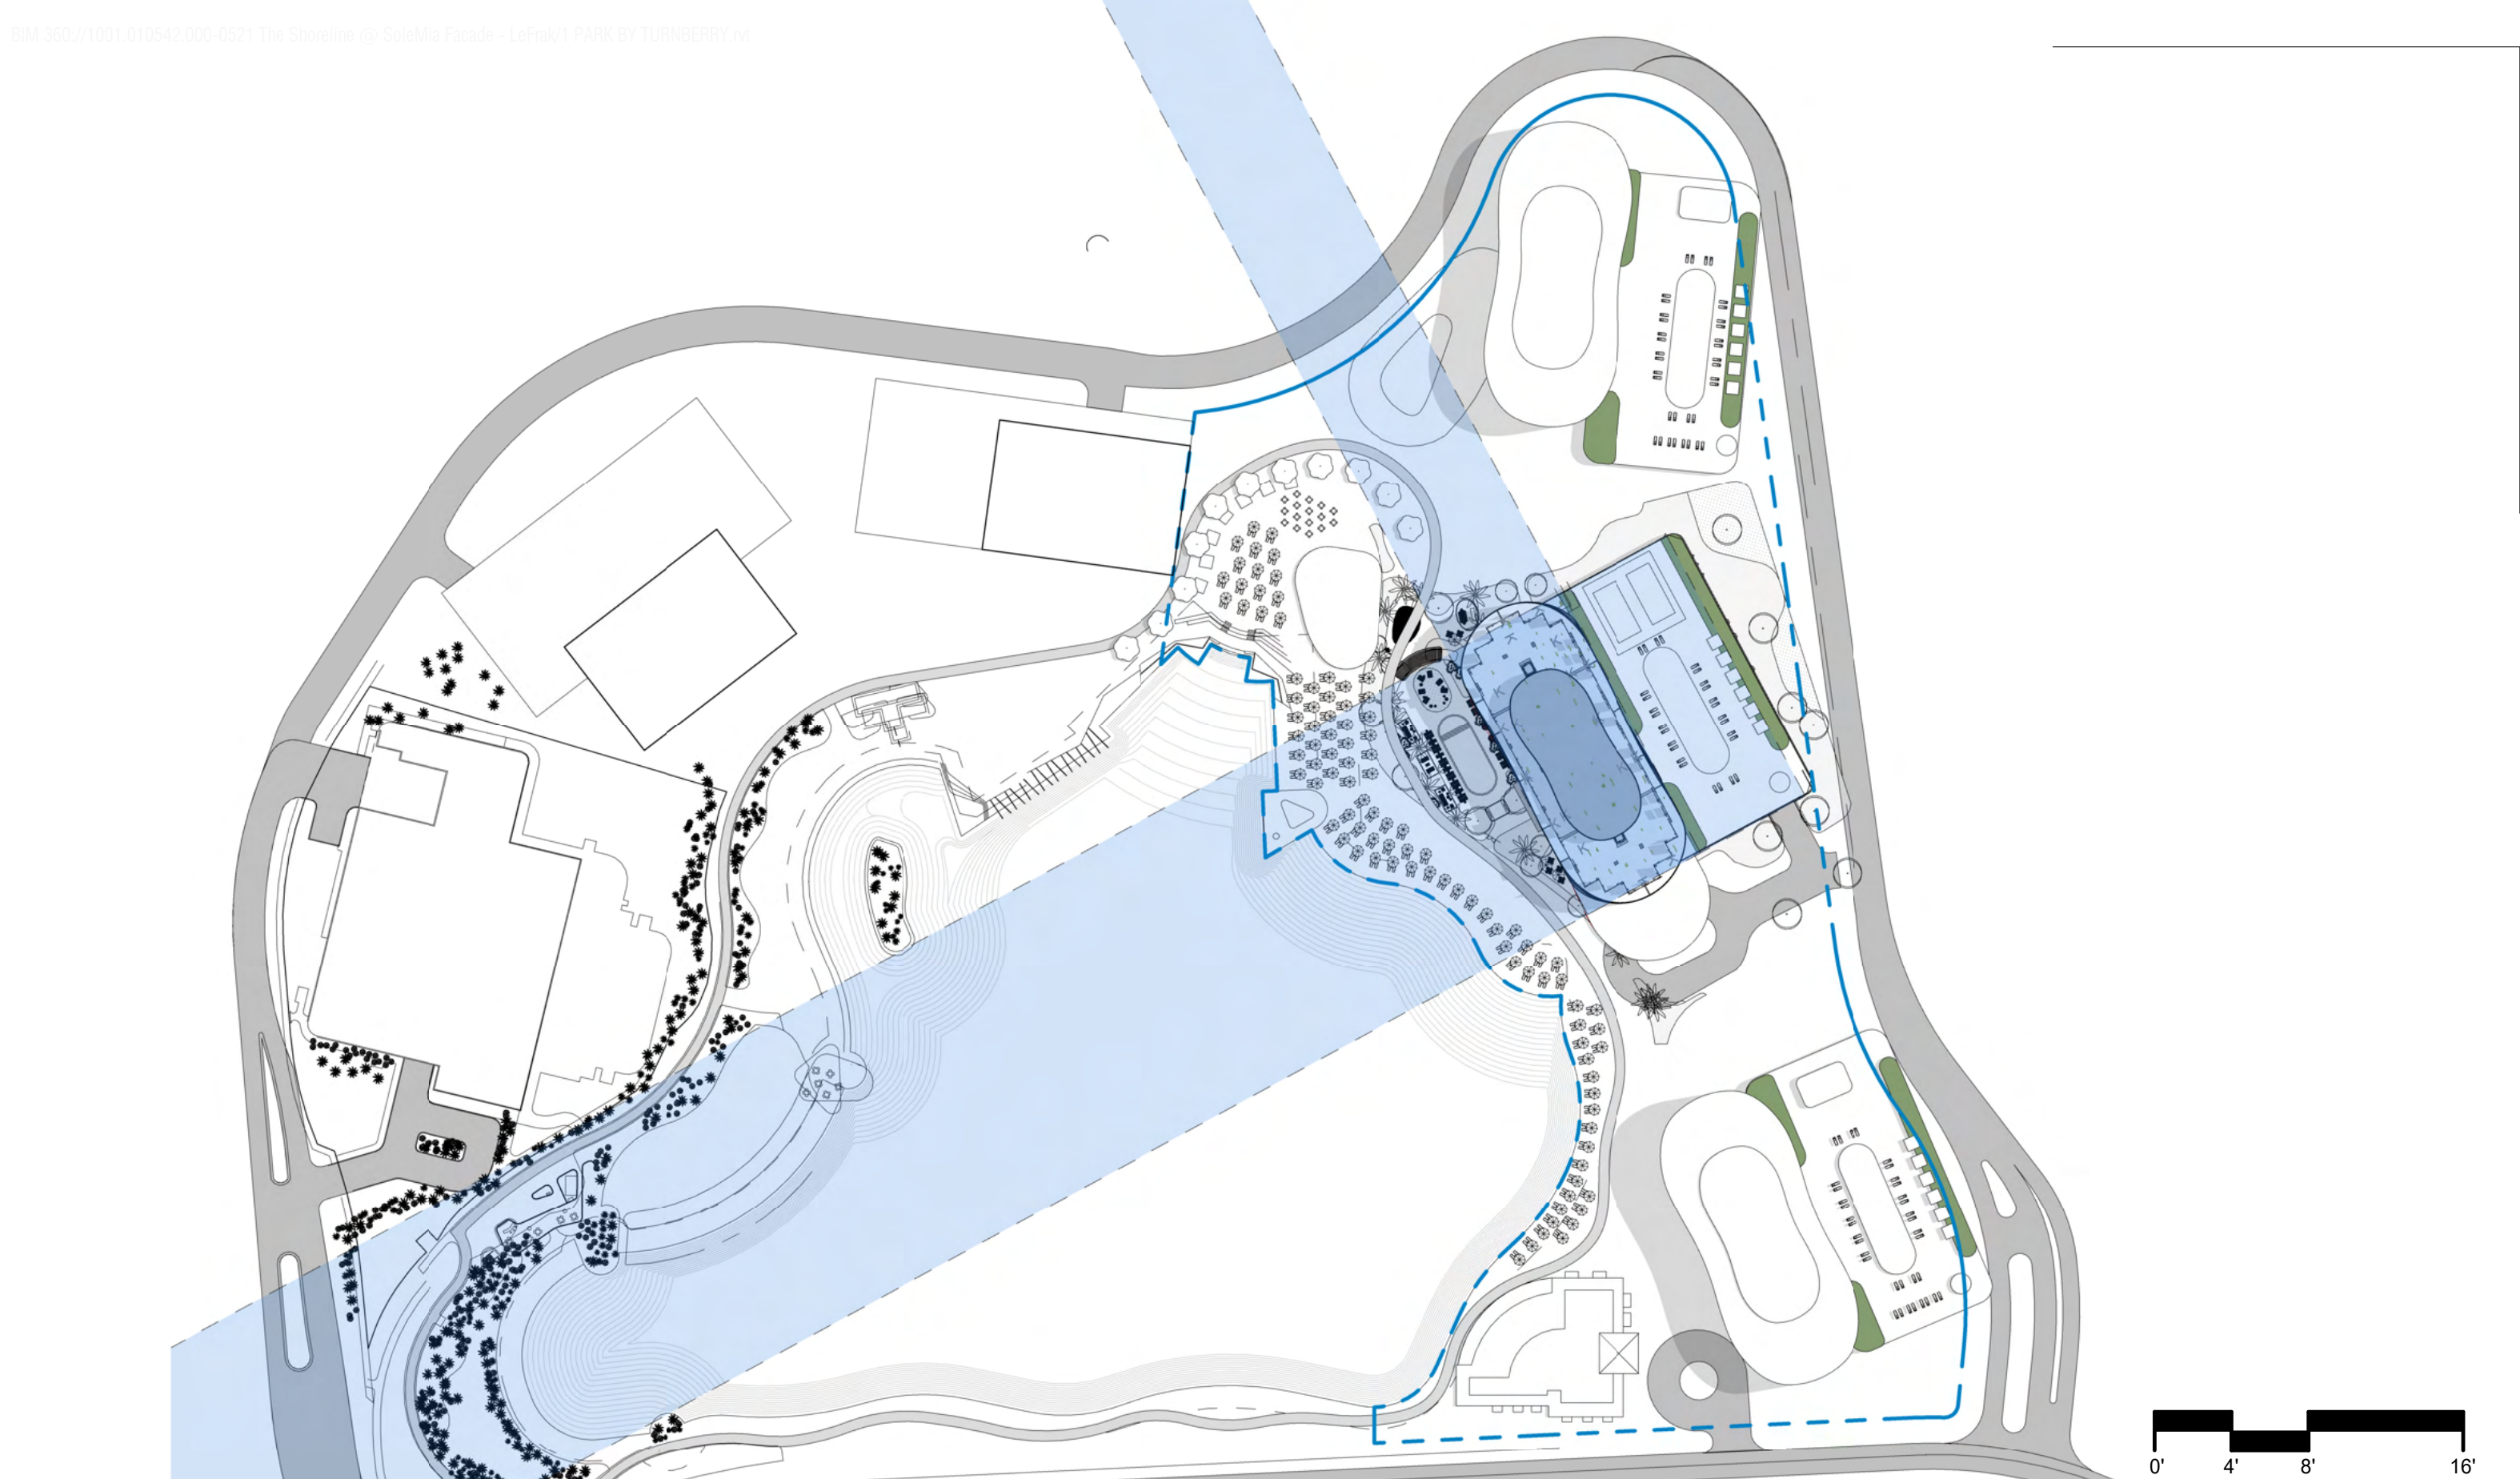 BIM 360://1001.010542.000-0521 The Shoreline @ SoleMia Facade - LeFrak/1 PARK BY TURNBERRY.rvt
0' 4' 8' 16'